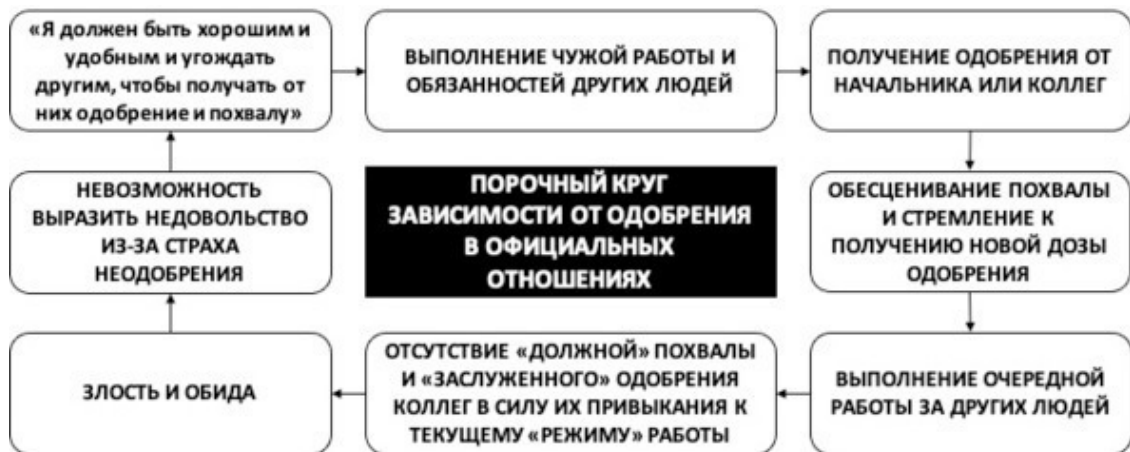 «Я должен быть хорошим и
удобным и угождать
другим, чтобы получать от
них одобрение и похвалу»
ВЫПОЛНЕНИЕ ЧУЖОЙ РАБОТЫ И
ОБЯЗАННОСТЕЙ ДРУГИХ ЛЮДЕЙ
ПОЛУЧЕНИЕ ОДОБРЕНИЯ ОТ
НАЧАЛЬНИКА ИЛИ КОЛЛЕГ
НЕВОЗМОЖНОСТЬ
ВЫРАЗИТЬ НЕДОВОЛЬСТВО
ИЗ-ЗА СТРАХА
НЕОДОБРЕНИЯ
ПОРОЧНЫЙ КРУГ
ЗАВИСИМОСТИ ОТ ОДОБРЕНИЯ
В ОФИЦИАЛЬНЫХ
ОТНОШЕНИЯХ
ОБЕСЦЕНИВАНИЕ ПОХВАЛЫ
И СТРЕМЛЕНИЕ К
ПОЛУЧЕНИЮ НОВОЙ ДОЗЫ
ОДОБРЕНИЯ
ЗЛОСТЬ И ОБИДА
ОТСУТСТВИЕ «ДОЛЖНОЙ» ПОХВАЛЫ
И «ЗАСЛУЖЕННОГО» ОДОБРЕНИЯ
КОЛЛЕГ В СИЛУ ИХ ПРИВЫКАНИЯ К
ТЕКУЩЕМУ «РЕЖИМУ» РАБОТЫ
ВЫПОЛНЕНИЕ ОЧЕРЕДНОЙ
РАБОТЫ ЗА ДРУГИХ ЛЮДЕЙ